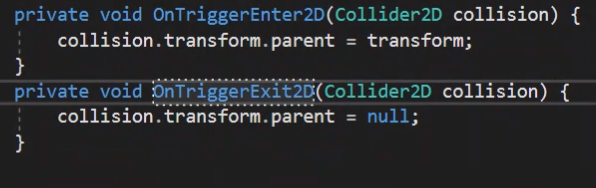 private void OnTriggerEnter2D(Collider2D collision) {
    collision.transform.parent = transform;
}
private void OnTriggerExit2D(Collider2D collision) {
    collision.transform.parent = null;
}